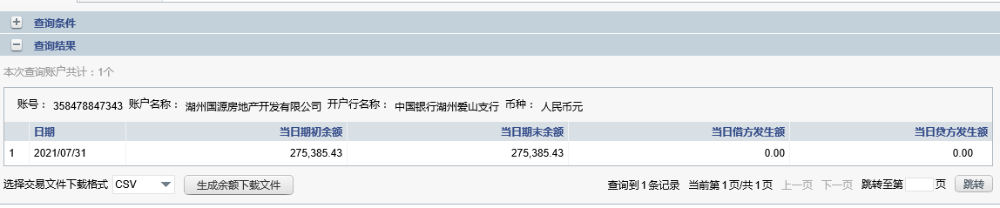 查询条件
查询结果
本次查询账户共计：1个
账号： 358478847343 账户名称： 湖州国源房地产开发有限公司 开户行名称： 中国银行湖州爱山支行 币种： 人民币元
日期 当日期初余额 当日期末余额 当日借方发生额 当日贷方发生额
1 2021/07/31 275,385.43 275,385.43 0.00 0.00
选择交易文件下载格式 CSV 生成余额下载文件 查询到 1 条记录 当前第 1 页/共 1 页 上一页 下一页 跳转至第 页 跳转